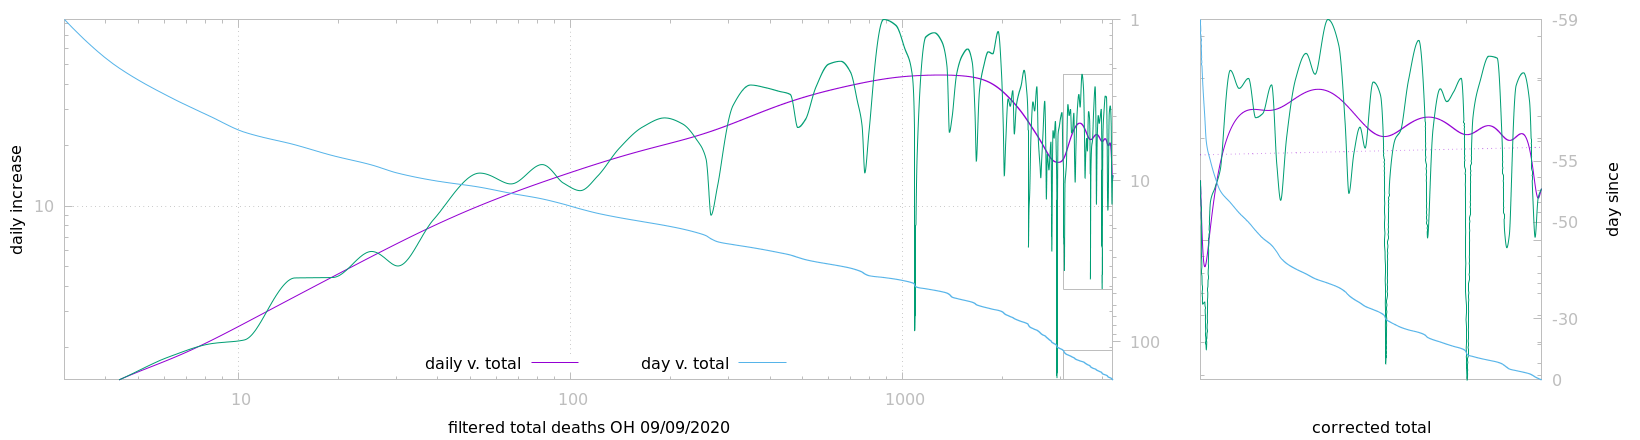 daily increase
10
daily v. total
day v. total
10
100
1000
1
10
100
filtered total deaths OH 09/09/2020
-59
-55
-50
-30
0
day since
corrected total